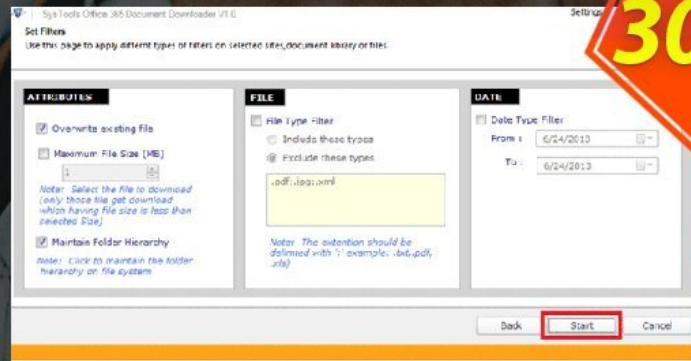 SysTools Office 365 Document Downloader V1.0
Settings
30
Set Filters
Use this page to apply differnt types of filters on selected sites,document library or files.
ATTRIBUTES
Overwrite existing file
Maximum File Size (MB)
1
Note: Select the file to download
(only those file get download
which having file size is less than
selected Size)
Maintain Folder Hierarchy
Note: Click to maintain the folder
hierarchy on file system
FILE
File Type Filter
Include these types
Exclude these types
.pdf;.jpg;.xml
Note: The extention should be
delimied with ';' example: .txt,.pdf,
.xls)
DATE
Date Type Filter
From : 6/24/2013
To : 6/24/2013
Back
Start
Cancel